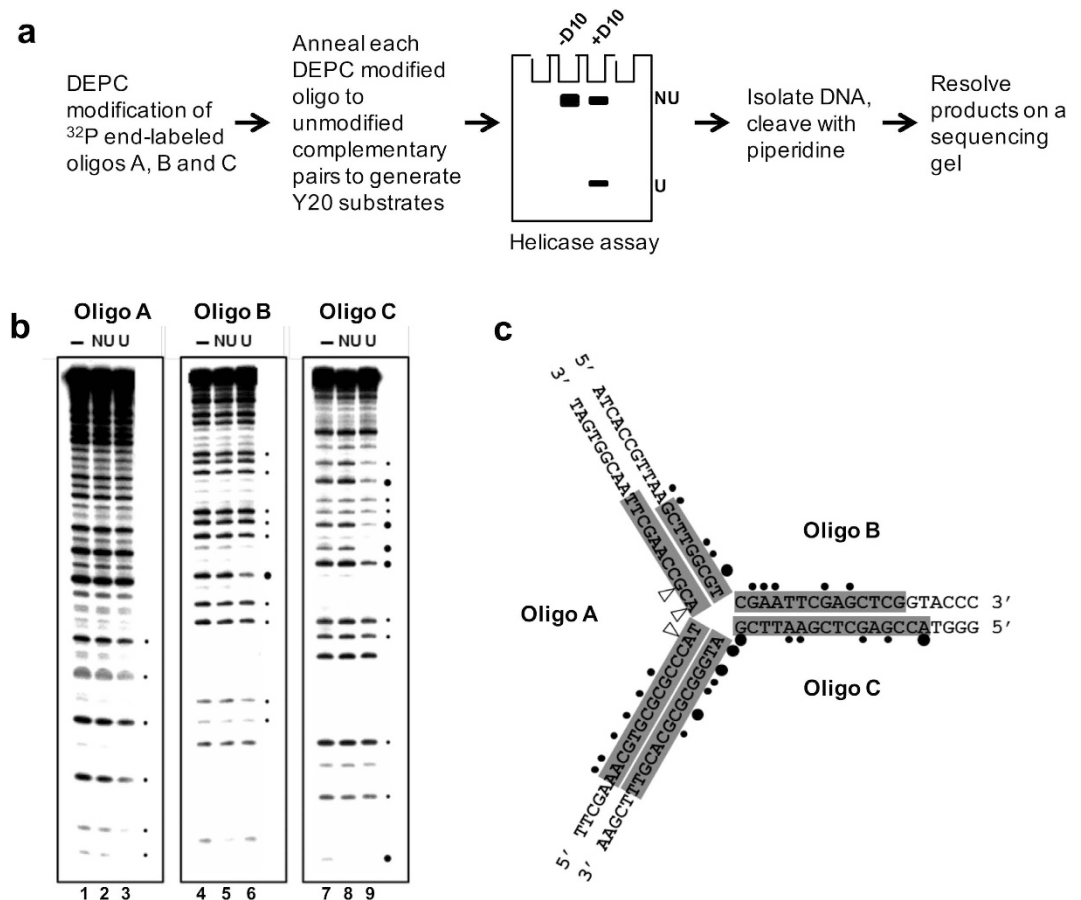 a
DEPC
modification of
³²P end-labeled
oligos A, B and C
Anneal each
DEPC modified
oligo to
unmodified
complementary
pairs to generate
Y20 substrates
-D10
+D10
NU
U
Helicase assay
Isolate DNA,
cleave with
piperidine
Resolve
products on a
sequencing
gel
b
Oligo A
Oligo B
Oligo C
– NU U
– NU U
– NU U
1 2 3
4 5 6
7 8 9
c
5′ ATCACCGTTAAGCTTGGCGT
3′ TAGTGGCAATTCGAACCGCA
Oligo B
CGAATTCGAGCTCGGTACCC 3′
GCTTAAGCTCGAGCCATGGG 5′
Oligo A
Oligo C
5′ TTCGAAACGTGCGCGCCCAT
3′ AAGCTTTGCACGCGCGGGTA